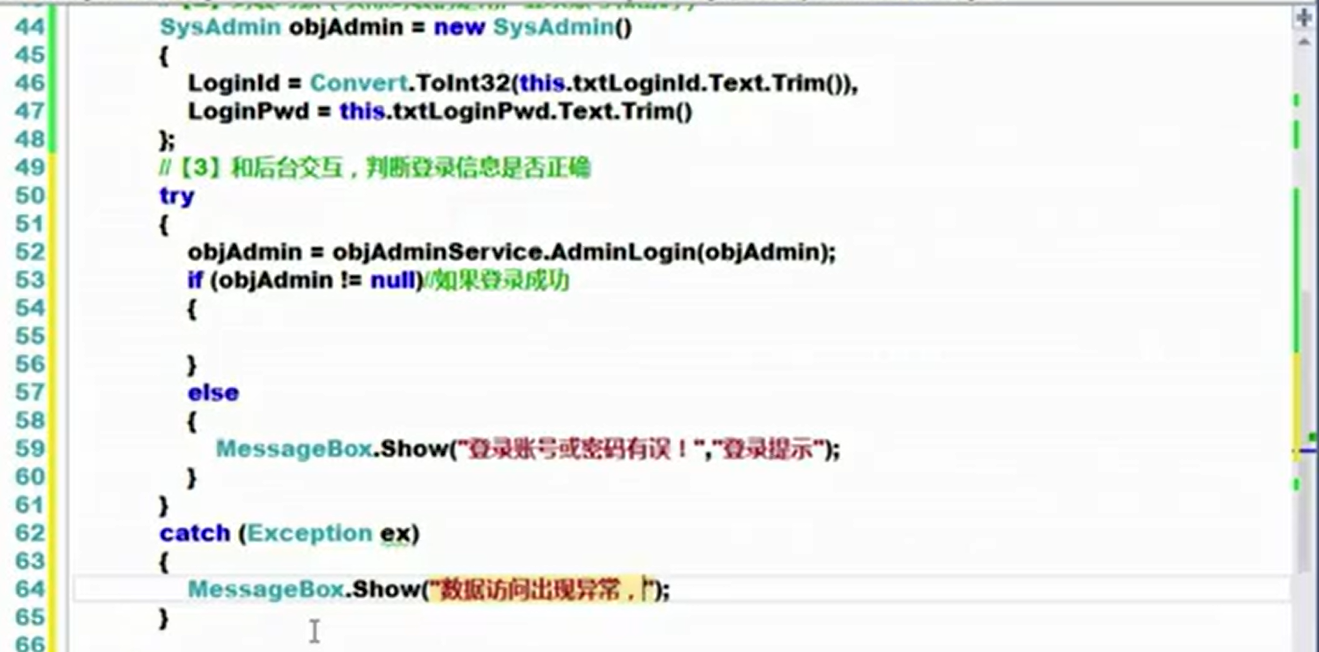 44 SysAdmin objAdmin = new SysAdmin()
45 {
46 LoginId = Convert.ToInt32(this.txtLoginId.Text.Trim()),
47 LoginPwd = this.txtLoginPwd.Text.Trim()
48 };
49 //【3】和后台交互，判断登录信息是否正确
50 try
51 {
52 objAdmin = objAdminService.AdminLogin(objAdmin);
53 if (objAdmin != null)//如果登录成功
54 {
55
56 }
57 else
58 {
59 MessageBox.Show("登录账号或密码有误！","登录提示");
60 }
61 }
62 catch (Exception ex)
63 {
64 MessageBox.Show("数据访问出现异常，");
65 }
66